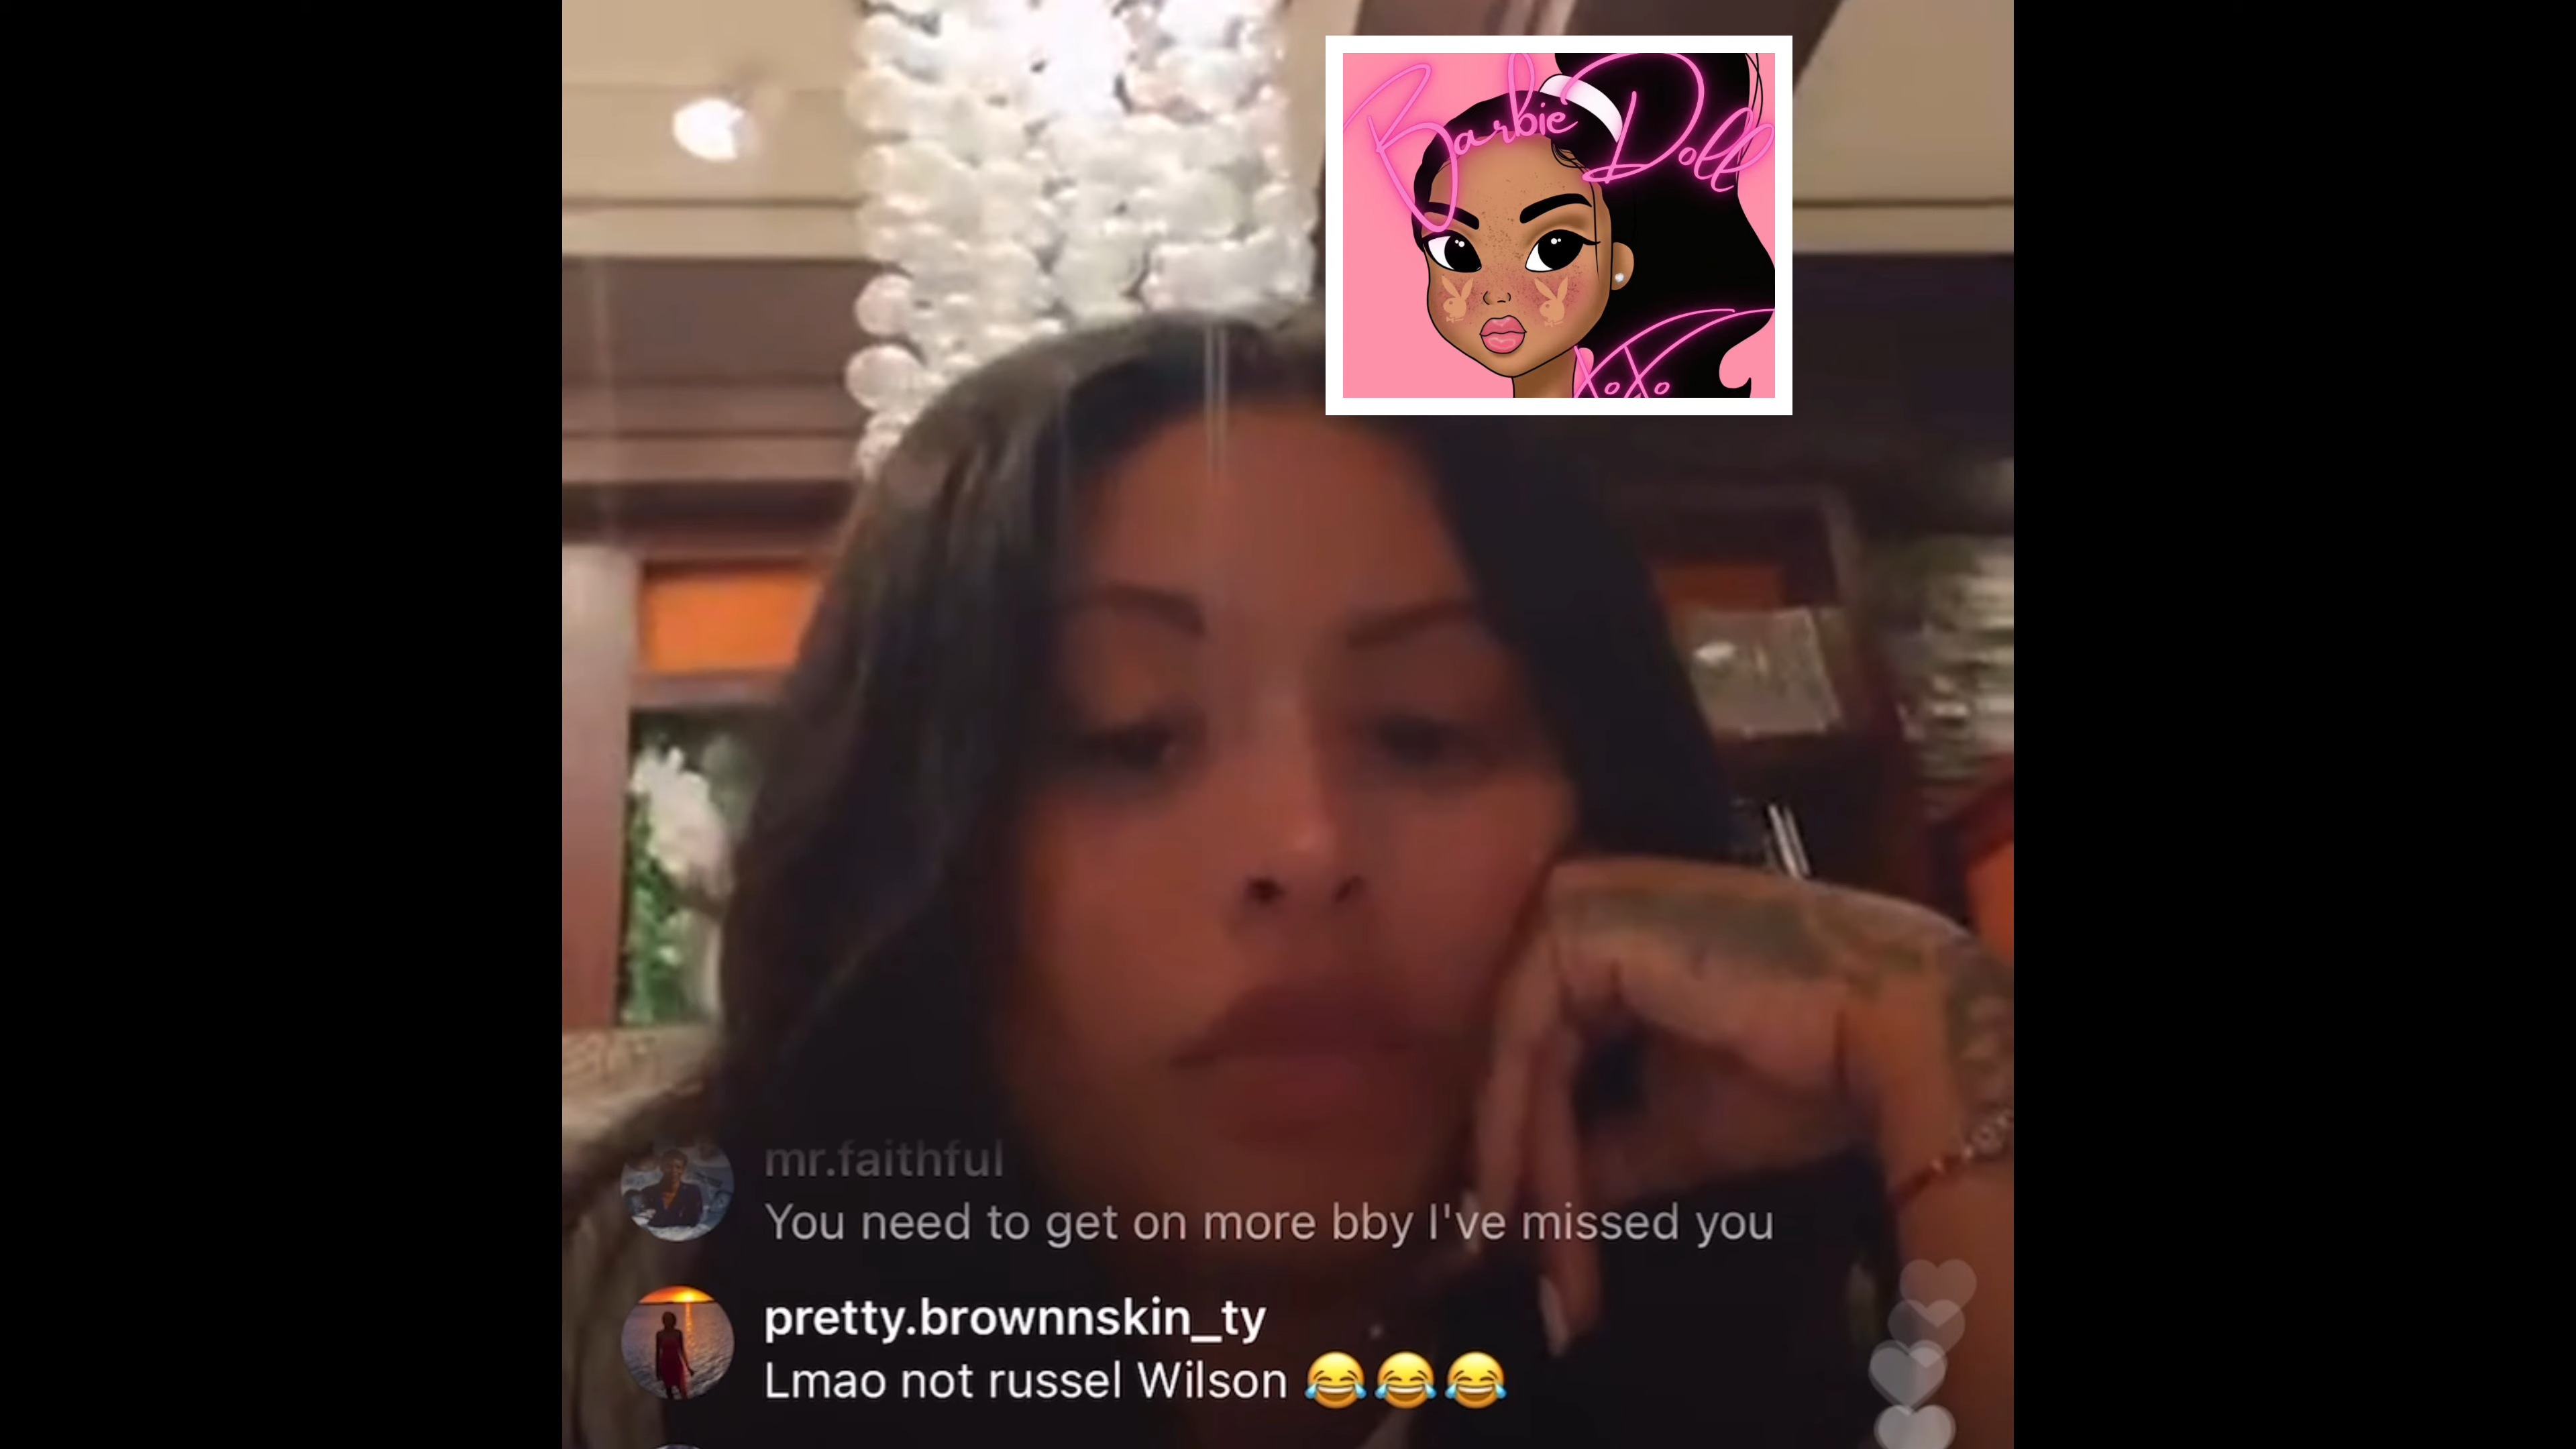 Barbie Doll
XoXo
mr.faithful
You need to get on more bby I've missed you
pretty.brownnskin_ty
Lmao not russel Wilson 😂😂😂